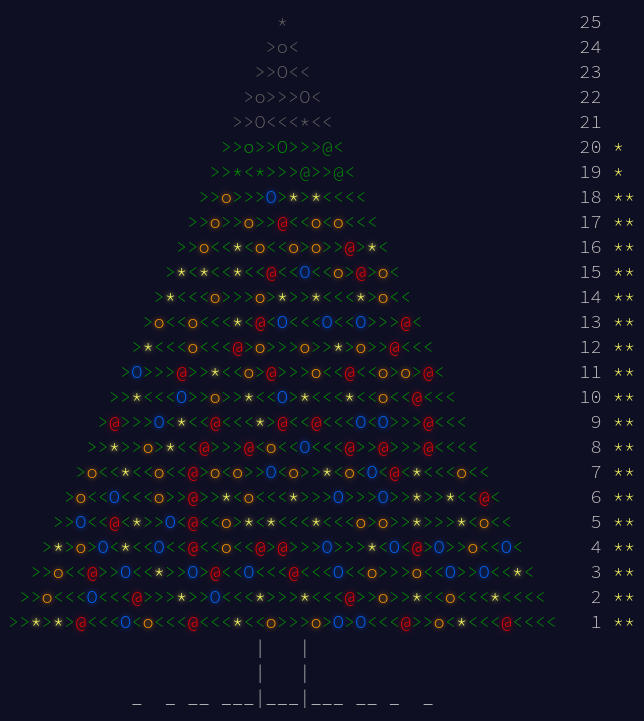 *  25
>o<  24
>>O<<  23
>o>>>O<  22
>>O<<<*<<  21
>>o>>O>>>@<  20 *
>>*<*>>>@>>@<  19 *
>>o>>>O>*>*<<<<  18 **
>>o>>o>>@<<o<o<<<  17 **
>>o<<*<o<<o<o>>@>*<  16 **
>*<*<<*<<@<<O<<o>@>o<  15 **
>*<<<o>>>o>*>>*<<<*>o<<  14 **
>o<<o<<<*<@<O<<<O<<O>>>@<  13 **
>*<<<o<<<@>o>>>o>>*>o>>@<<<  12 **
>O>>>@>>*<<o>@>>>o<<@<<o>o>@<  11 **
>>*<<<O>>o>>*<<O>*<<<*<<o<<@<<<  10 **
>@>>>O<*<<@<<<*<@<<@<<<O<O>>>@<<<  9 **
>>*>>o>*<<@>>>@<o<<O<<<@>>@>>>@<<<<  8 **
>o<<*<<o<<@>o>o>>O<o>>*<o<O<@<*<<<o<<  7 **
>o<<O<<<o>>@>>*<o<<<*>>>O>>>O>>*>>*<<@<  6 **
>>O<<@<*>>O<@<<o>*<*<<<*<<<o>o>>*>>>*<o<<  5 **
>*>o>O<*<<O<<@<<o<<@>@>>>O>>>*<O<@>O>>o<<O<  4 **
>>o<<@>>O<<*>>O>@<<O<<<@<<<O<<o>>>o<<O>>O<<*<  3 **
>>o<<<O<<<@>>>*>>O<<<*>>>*<<<@>>o>>*<<o<<<*<<<<  2 **
>>*>*>@<<<O<o<<<@<<<*<<o>>>o>O>O<<<@>>o<*<<<@<<<<  1 **
|   |
|   |
_  _ __ ___|___|___ __ _  _